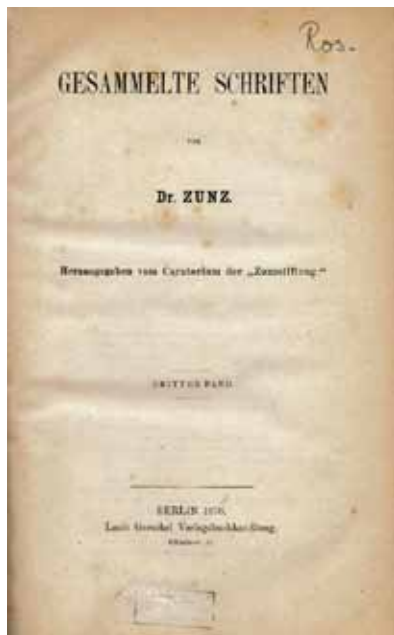 Ros.
GESAMMELTE SCHRIFTEN
von
Dr. ZUNZ.
Herausgegeben vom Curatorium der „Zunzstiftung.“
DRITTER BAND.
BERLIN 1876.
Louis Gerschel Verlagsbuchhandlung.